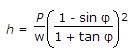 h = P/w (1 - sin φ / 1 + tan φ)²